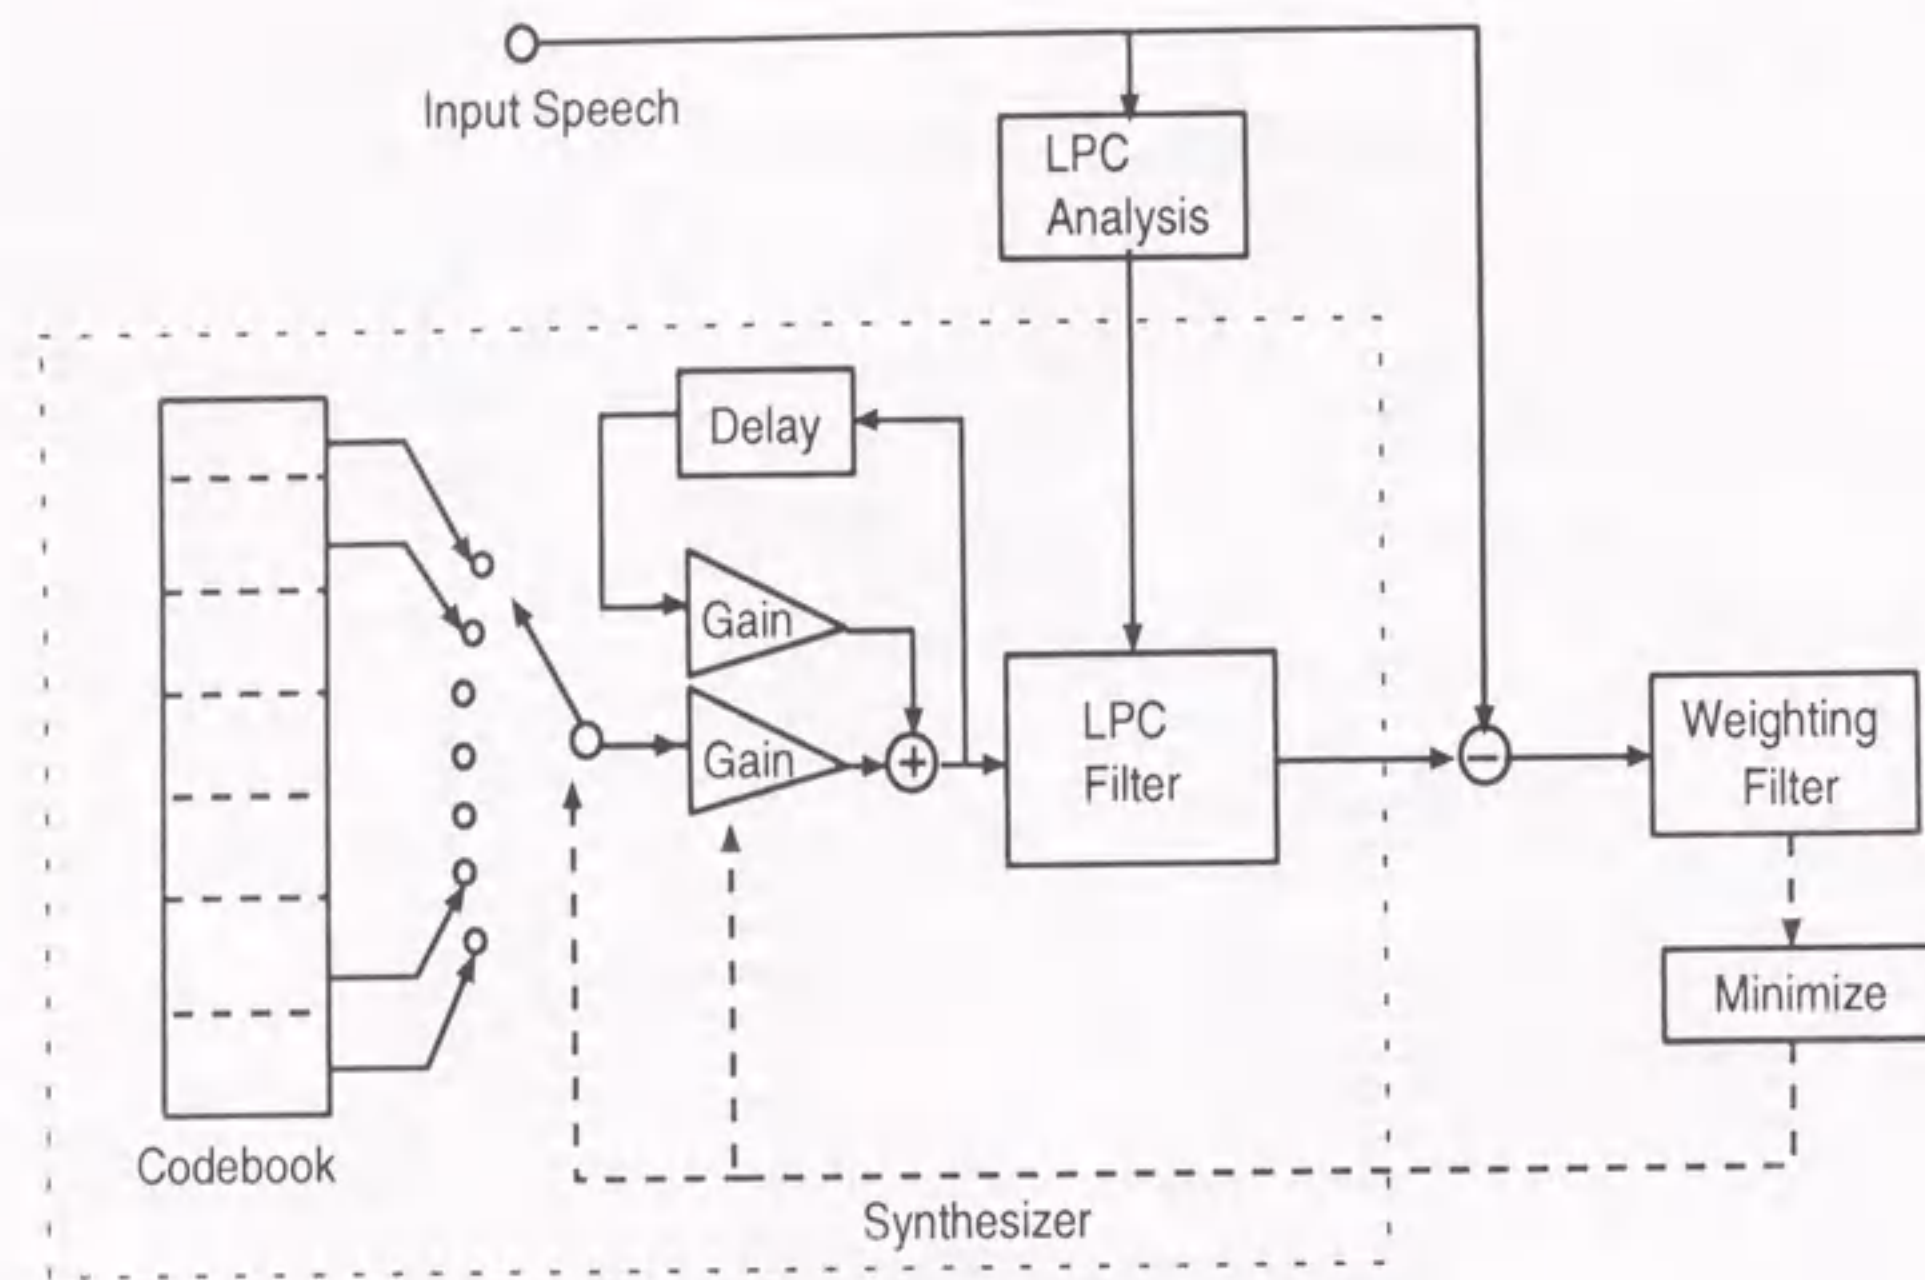 Input Speech
LPC
Analysis
Delay
Gain
Gain
+
LPC
Filter
−
Weighting
Filter
Minimize
Codebook
Synthesizer